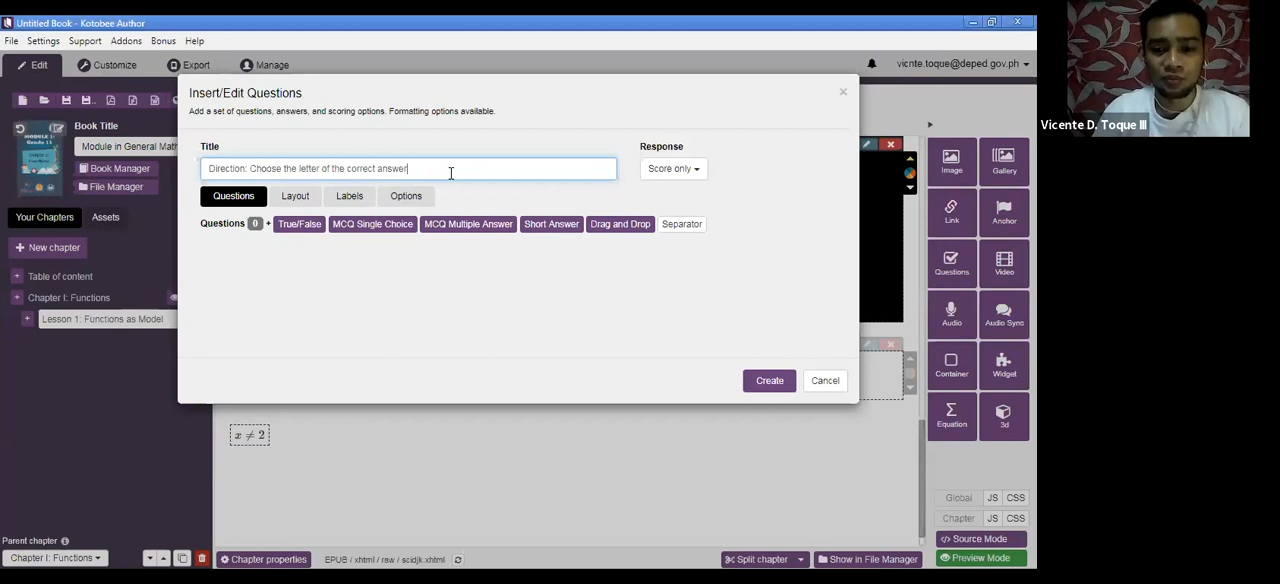 Untitled Book - Kotobee Author
File Settings Support Addons Bonus Help
Edit Customize Export Manage
vicnte.toque@deped.gov.ph
Vicente D. Toque III
Insert/Edit Questions
Add a set of questions, answers, and scoring options. Formatting options available.
Title
Response
Direction: Choose the letter of the correct answer
Score only
Questions Layout Labels Options
Questions 0 + True/False MCQ Single Choice MCQ Multiple Answer Short Answer Drag and Drop Separator
Create Cancel
Book Title
Module in General Math
Book Manager
File Manager
Your Chapters Assets
New chapter
Table of content
Chapter I: Functions
Lesson 1: Functions as Model
x ≠ 2
Image Gallery
Link Anchor
Questions Video
Audio Audio Sync
Container Widget
Equation 3d
Global JS CSS
Chapter JS CSS
</> Source Mode
Preview Mode
Parent chapter
Chapter I: Functions
Chapter properties
EPUB / xhtml / raw / scidjk.xhtml
Split chapter
Show in File Manager